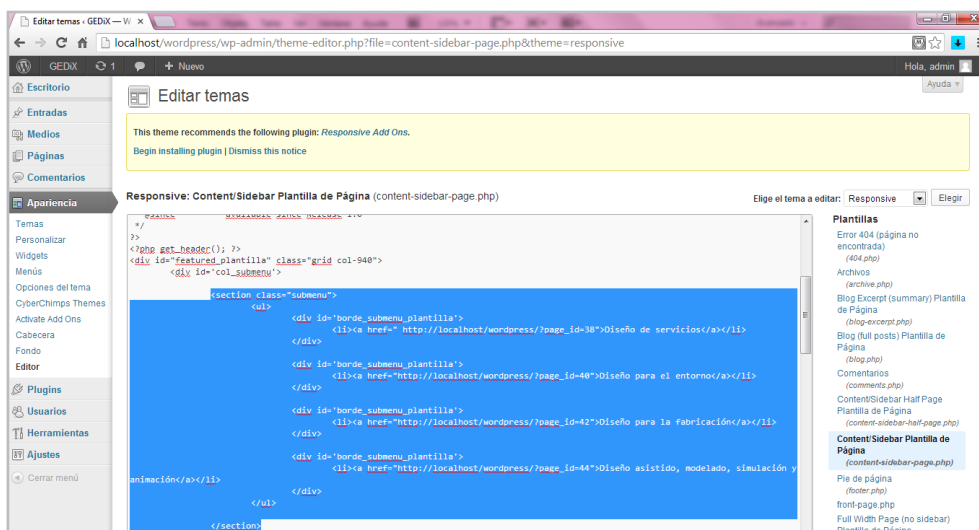 Editar temas ‹ GEDiX — W ×
localhost/wordpress/wp-admin/theme-editor.php?file=content-sidebar-page.php&theme=responsive
GEDiX 1 + Nuevo Hola, admin
Escritorio
Entradas
Medios
Páginas
Comentarios
Apariencia
Temas
Personalizar
Widgets
Menús
Opciones del tema
CyberChimps Themes
Activate Add Ons
Cabecera
Fondo
Editor
Plugins
Usuarios
Herramientas
Ajustes
Cerrar menú
Ayuda
Editar temas
This theme recommends the following plugin: Responsive Add Ons.
Begin installing plugin | Dismiss this notice
Responsive: Content/Sidebar Plantilla de Página (content-sidebar-page.php)
Elige el tema a editar: Responsive Elegir
@since available since Release 1.0
*/
?>
<?php get_header(); ?>
<div id="featured_plantilla" class="grid col-940">
<div id='col_submenu'>
<section class="submenu">
<ul>
<div id='borde_submenu_plantilla'>
<li><a href=" http://localhost/wordpress/?page_id=38">Diseño de servicios</a></li>
</div>
<div id='borde_submenu_plantilla'>
<li><a href="http://localhost/wordpress/?page_id=40">Diseño para el entorno</a></li>
</div>
<div id='borde_submenu_plantilla'>
<li><a href="http://localhost/wordpress/?page_id=42">Diseño para la fabricación</a></li>
</div>
<div id='borde_submenu_plantilla'>
<li><a href="http://localhost/wordpress/?page_id=44">Diseño asistido, modelado, simulación y
animación</a></li>
</div>
</ul>
</section>
Plantillas
Error 404 (página no
encontrada)
(404.php)
Archivos
(archive.php)
Blog Excerpt (summary) Plantilla
de Página
(blog-excerpt.php)
Blog (full posts) Plantilla de
Página
(blog.php)
Comentarios
(comments.php)
Content/Sidebar Half Page
Plantilla de Página
(content-sidebar-half-page.php)
Content/Sidebar Plantilla de
Página
(content-sidebar-page.php)
Pie de página
(footer.php)
front-page.php
Full Width Page (no sidebar)
Plantilla de Página